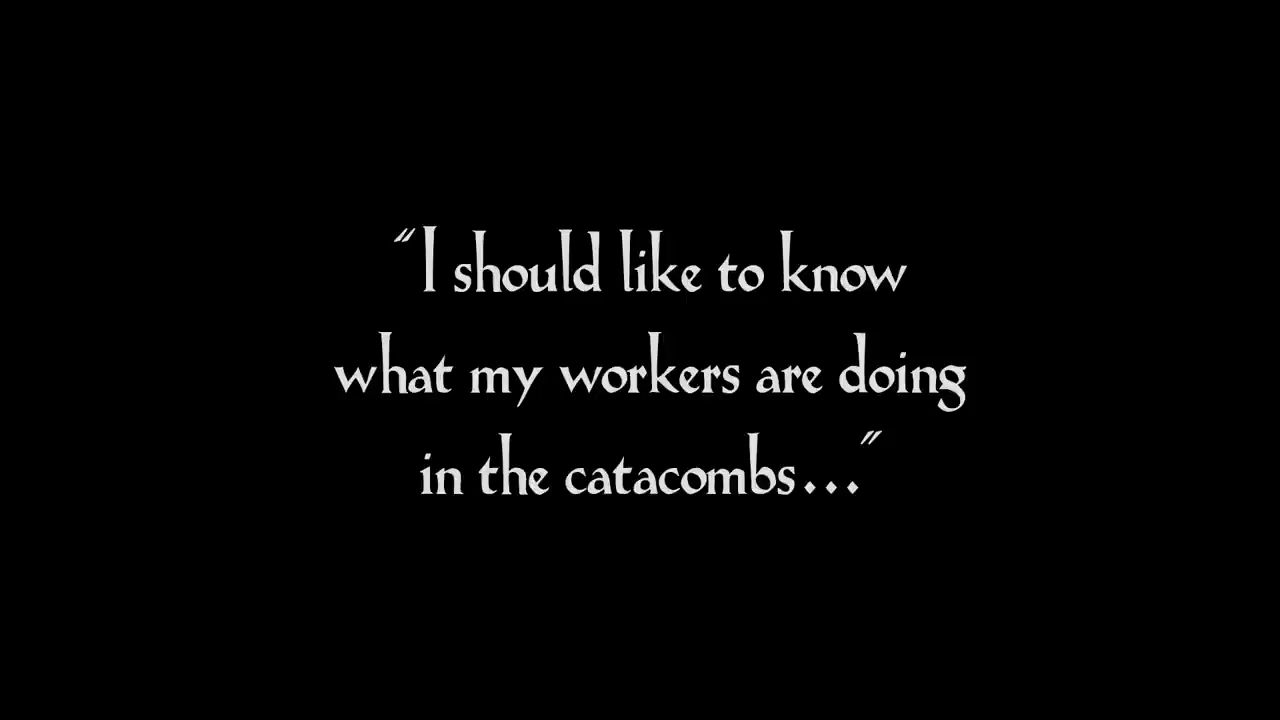 "I should like to know
what my workers are doing
in the catacombs..."